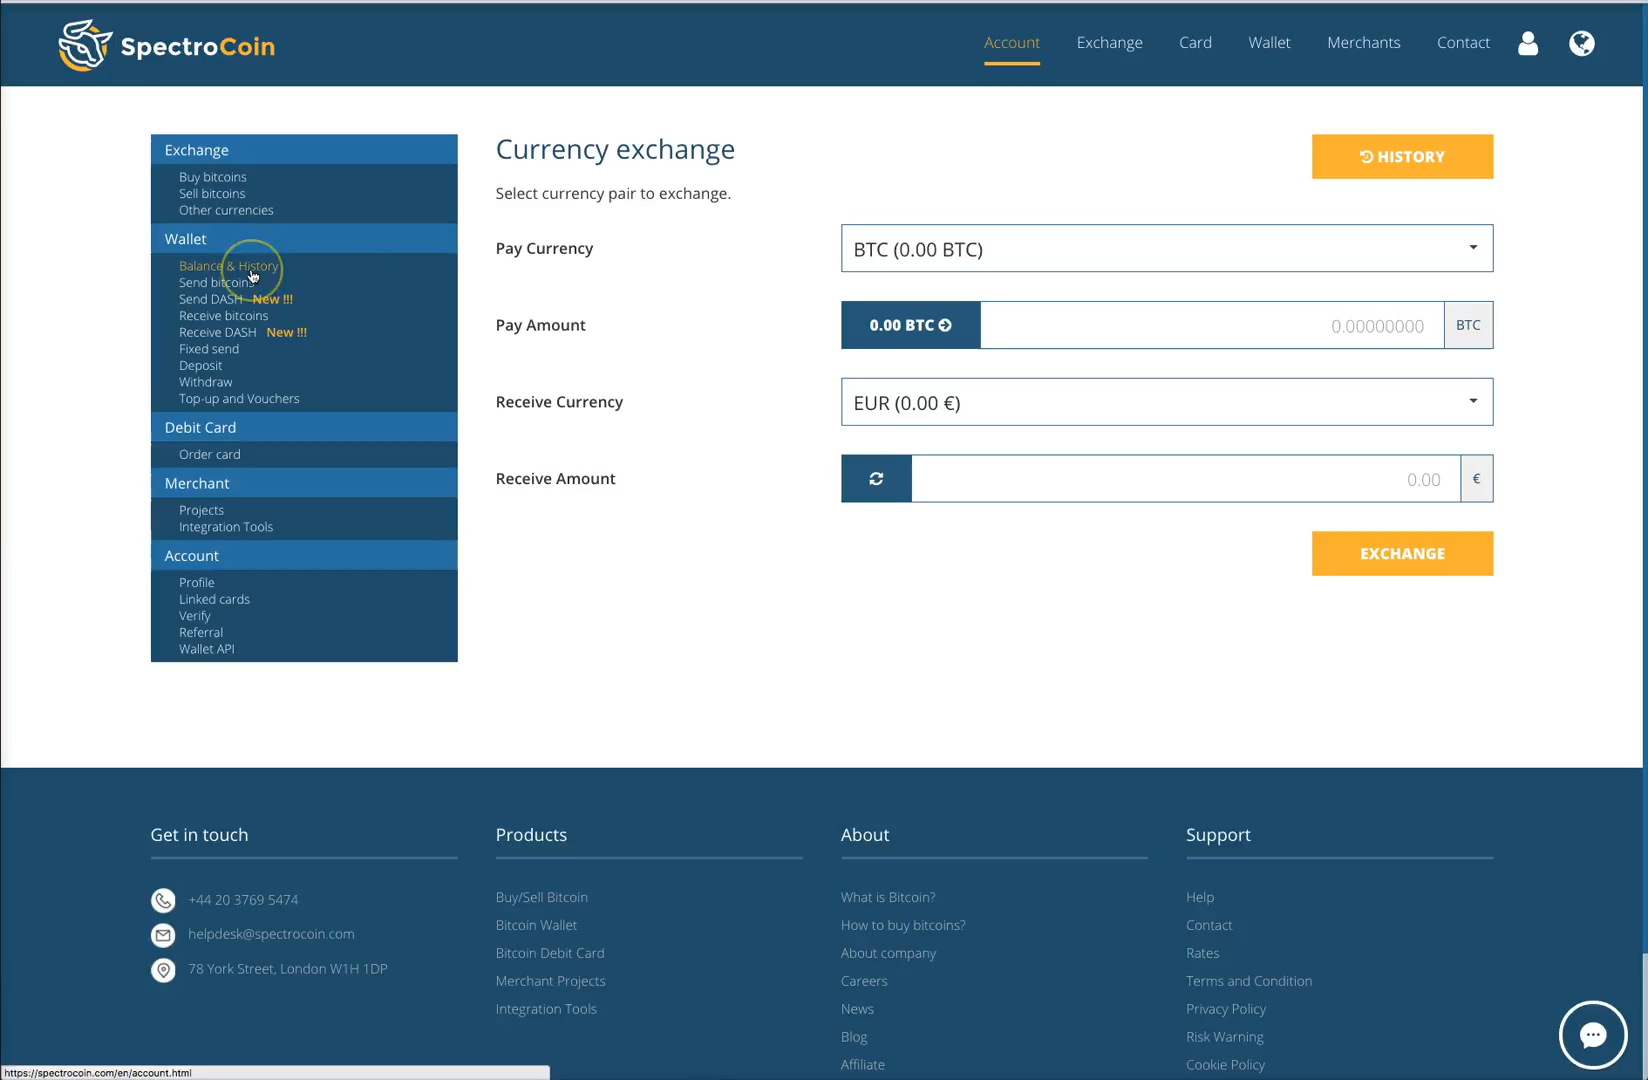 SpectroCoin
Account
Exchange
Card
Wallet
Merchants
Contact
Exchange
Buy bitcoins
Sell bitcoins
Other currencies
Wallet
Balance & History
Send bitcoins
Send DASH New !!!
Receive bitcoins
Receive DASH New !!!
Fixed send
Deposit
Withdraw
Top-up and Vouchers
Debit Card
Order card
Merchant
Projects
Integration Tools
Account
Profile
Linked cards
Verify
Referral
Wallet API
Currency exchange
HISTORY
Select currency pair to exchange.
Pay Currency
BTC (0.00 BTC)
Pay Amount
0.00 BTC
0.00000000
BTC
Receive Currency
EUR (0.00 €)
Receive Amount
0.00
€
EXCHANGE
Get in touch
+44 20 3769 5474
helpdesk@spectrocoin.com
78 York Street, London W1H 1DP
Products
Buy/Sell Bitcoin
Bitcoin Wallet
Bitcoin Debit Card
Merchant Projects
Integration Tools
About
What is Bitcoin?
How to buy bitcoins?
About company
Careers
News
Blog
Affiliate
Support
Help
Contact
Rates
Terms and Condition
Privacy Policy
Risk Warning
Cookie Policy
https://spectrocoin.com/en/account.html